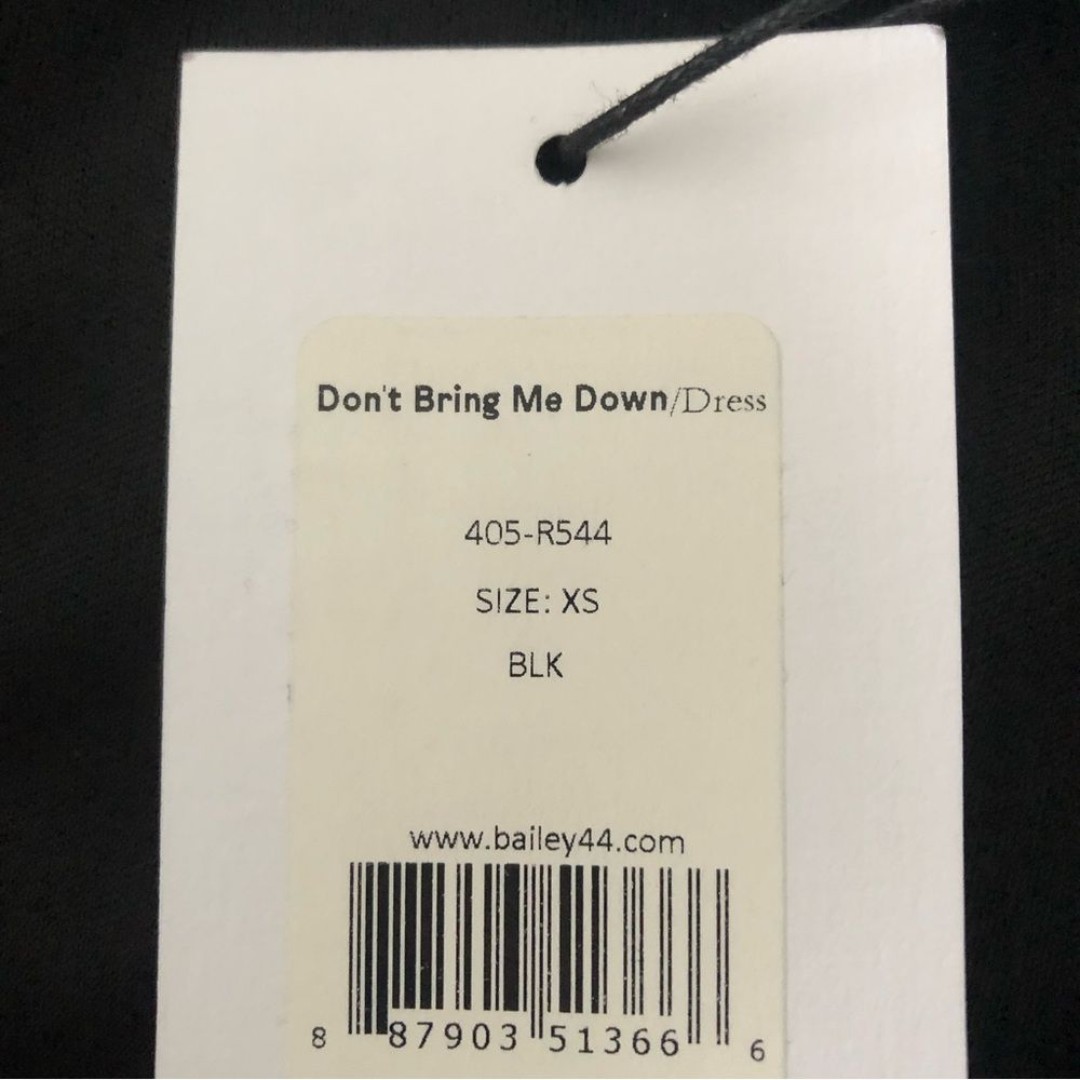 Don't Bring Me Down/Dress
405-R544
SIZE: XS
BLK
www.bailey44.com
8 87903 51366 6